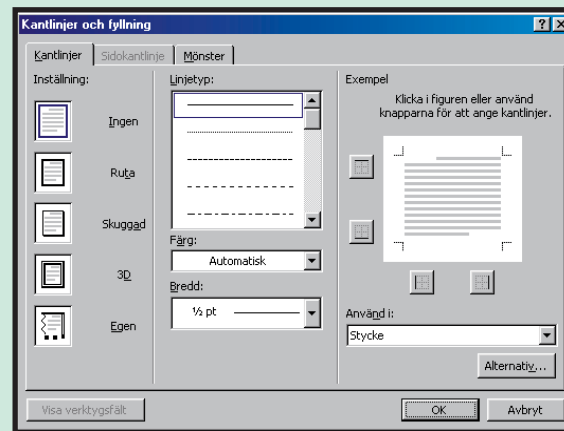 Kantlinjer och fyllning
Kantlinjer Sidokantlinje Mönster
Inställning:
Ingen
Ruta
Skuggad
3D
Egen
Linjetyp:
Färg:
Automatisk
Bredd:
½ pt
Exempel
Klicka i figuren eller använd
knapparna för att ange kantlinjer.
Använd i:
Stycke
Alternativ...
Visa verktygsfält
OK
Avbryt